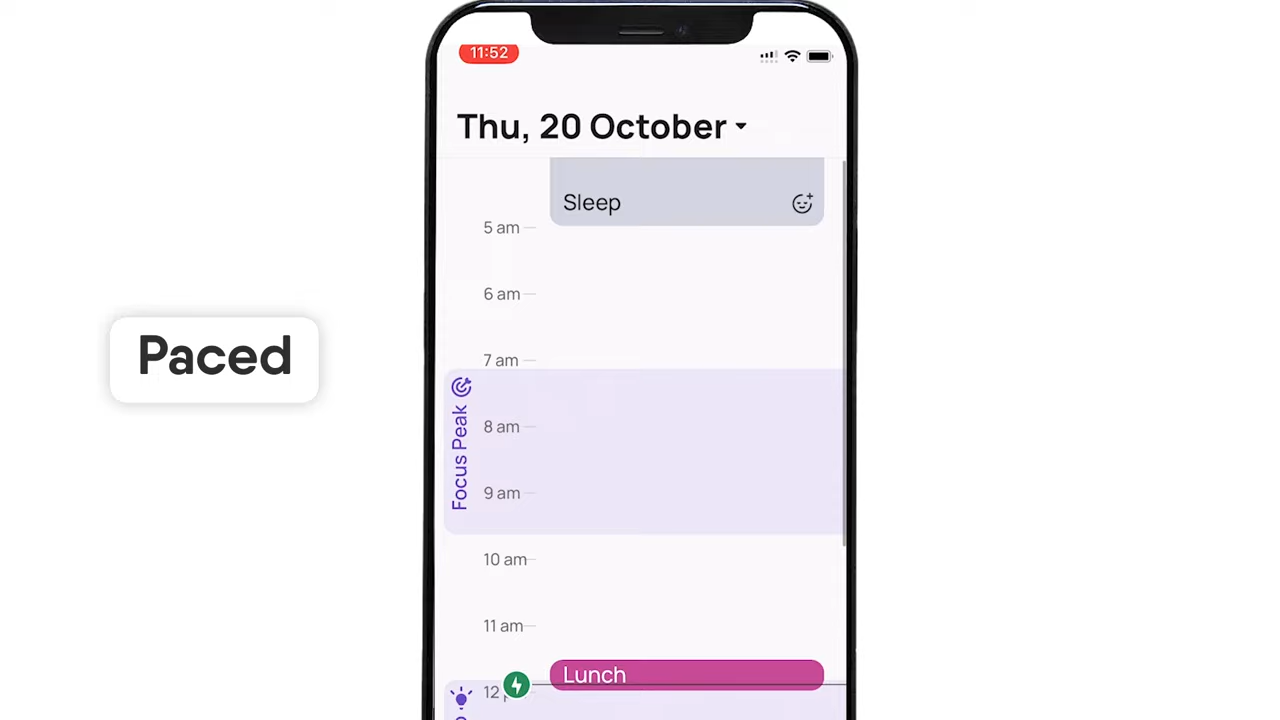 11:52
Thu, 20 October
Sleep
5 am
6 am
7 am
Focus Peak
8 am
9 am
10 am
11 am
Lunch
12
Paced